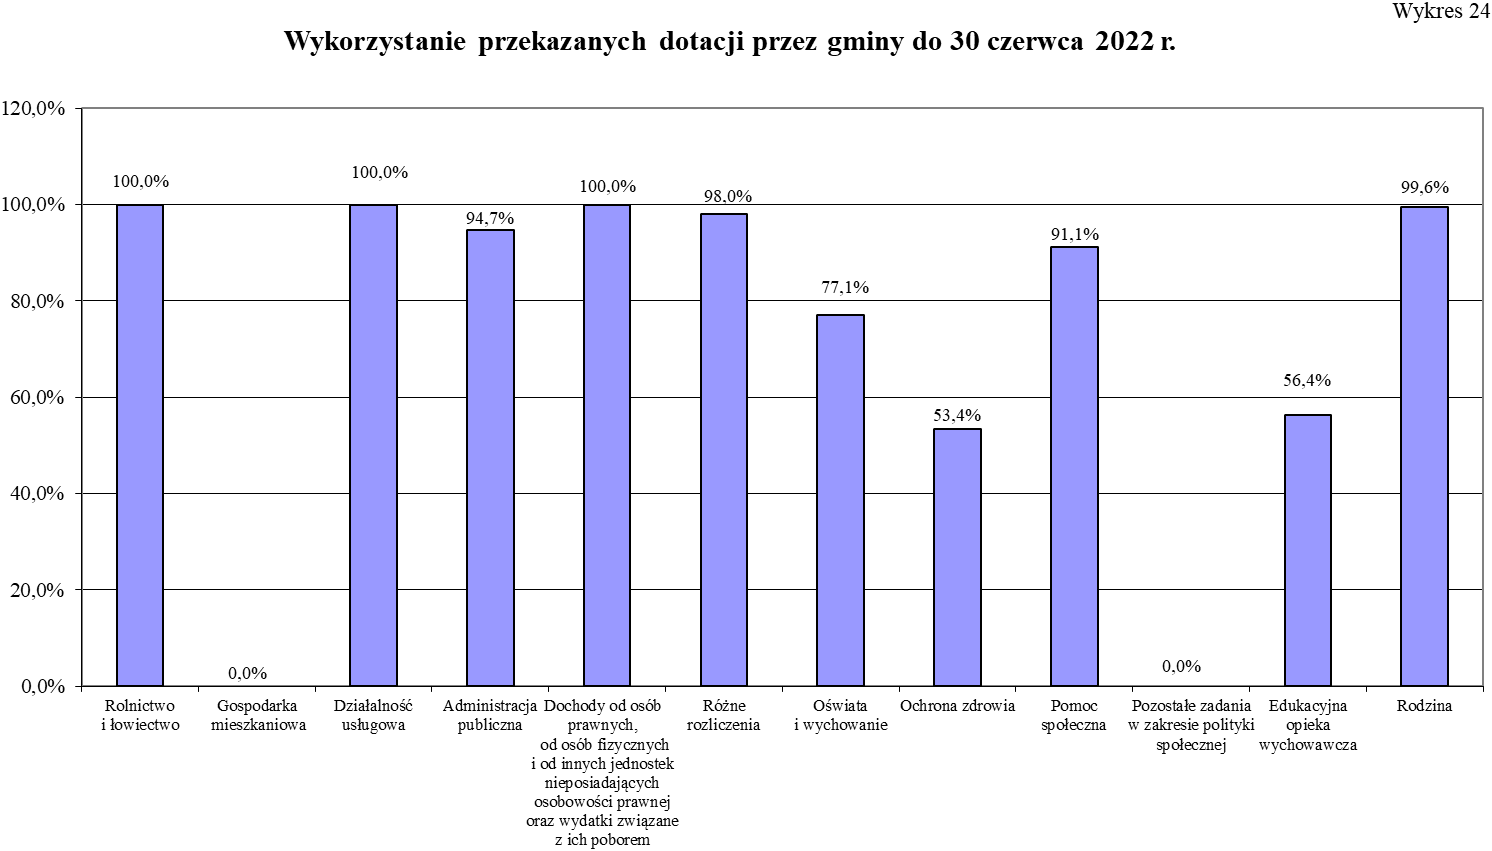 Wykres 24
Wykorzystanie przekazanych dotacji przez gminy do 30 czerwca 2022 r.
120,0%
100,0%
80,0%
60,0%
40,0%
20,0%
0,0%
100,0%
0,0%
100,0%
94,7%
100,0%
98,0%
77,1%
53,4%
91,1%
0,0%
56,4%
99,6%
Rolnictwo
i łowiectwo
Gospodarka
mieszkaniowa
Działalność
usługowa
Administracja
publiczna
Dochody od osób
prawnych,
od osób fizycznych
i od innych jednostek
nieposiadających
osobowości prawnej
oraz wydatki związane
z ich poborem
Różne
rozliczenia
Oświata
i wychowanie
Ochrona zdrowia
Pomoc
społeczna
Pozostałe zadania
w zakresie polityki
społecznej
Edukacyjna
opieka
wychowawcza
Rodzina